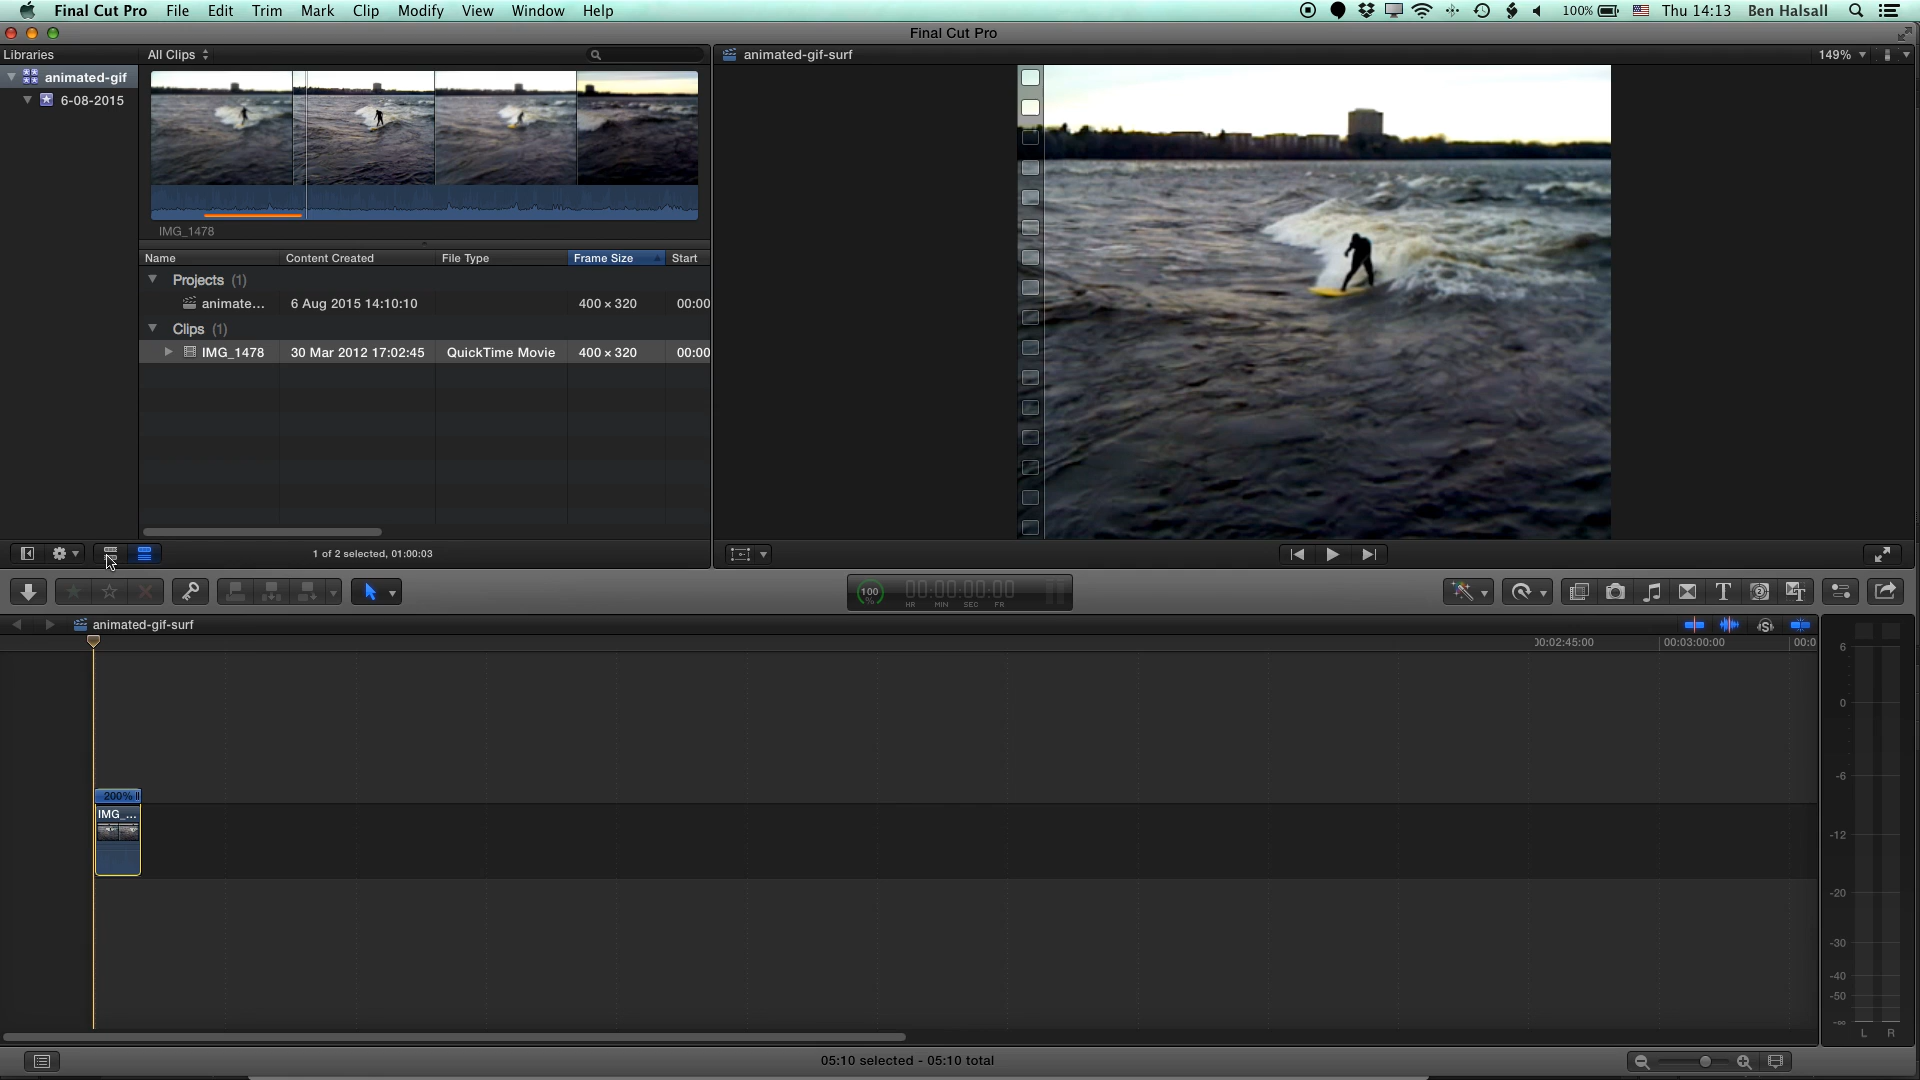 Final Cut Pro File Edit Trim Mark Clip Modify View Window Help 100% Thu 14:13 Ben Halsall
Final Cut Pro
Libraries All Clips
animated-gif-surf 149%
animated-gif
6-08-2015
IMG_1478
Name Content Created File Type Frame Size Start
Projects (1)
animate... 6 Aug 2015 14:10:10 400 × 320 00:00
Clips (1)
IMG_1478 30 Mar 2012 17:02:45 QuickTime Movie 400 × 320 00:00
1 of 2 selected, 01:00:03
100 % 00:00:00:00
HR MIN SEC FR
animated-gif-surf
00:02:45:00 00:03:00:00 00:0
6
0
-6
-12
-20
-30
-40
-50
-∞
L R
200%
IMG_...
05:10 selected - 05:10 total